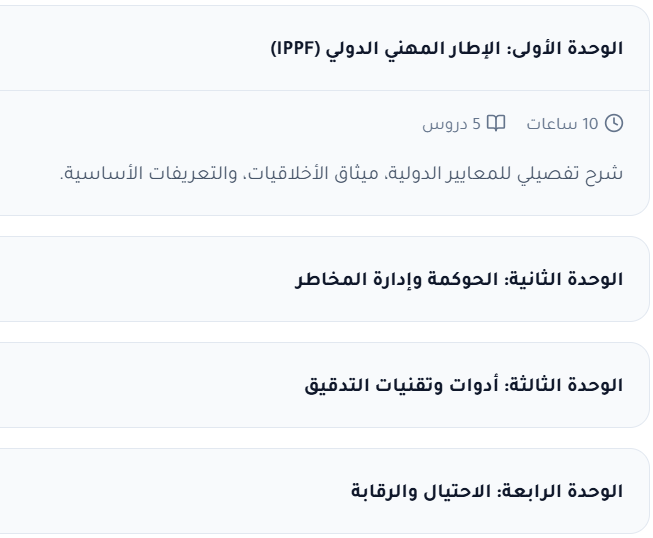 الوحدة الأولى: الإطار المهني الدولي (IPPF)
10 ساعات 5 دروس
شرح تفصيلي للمعايير الدولية، ميثاق الأخلاقيات، والتعريفات الأساسية.
الوحدة الثانية: الحوكمة وإدارة المخاطر
الوحدة الثالثة: أدوات وتقنيات التدقيق
الوحدة الرابعة: الاحتيال والرقابة